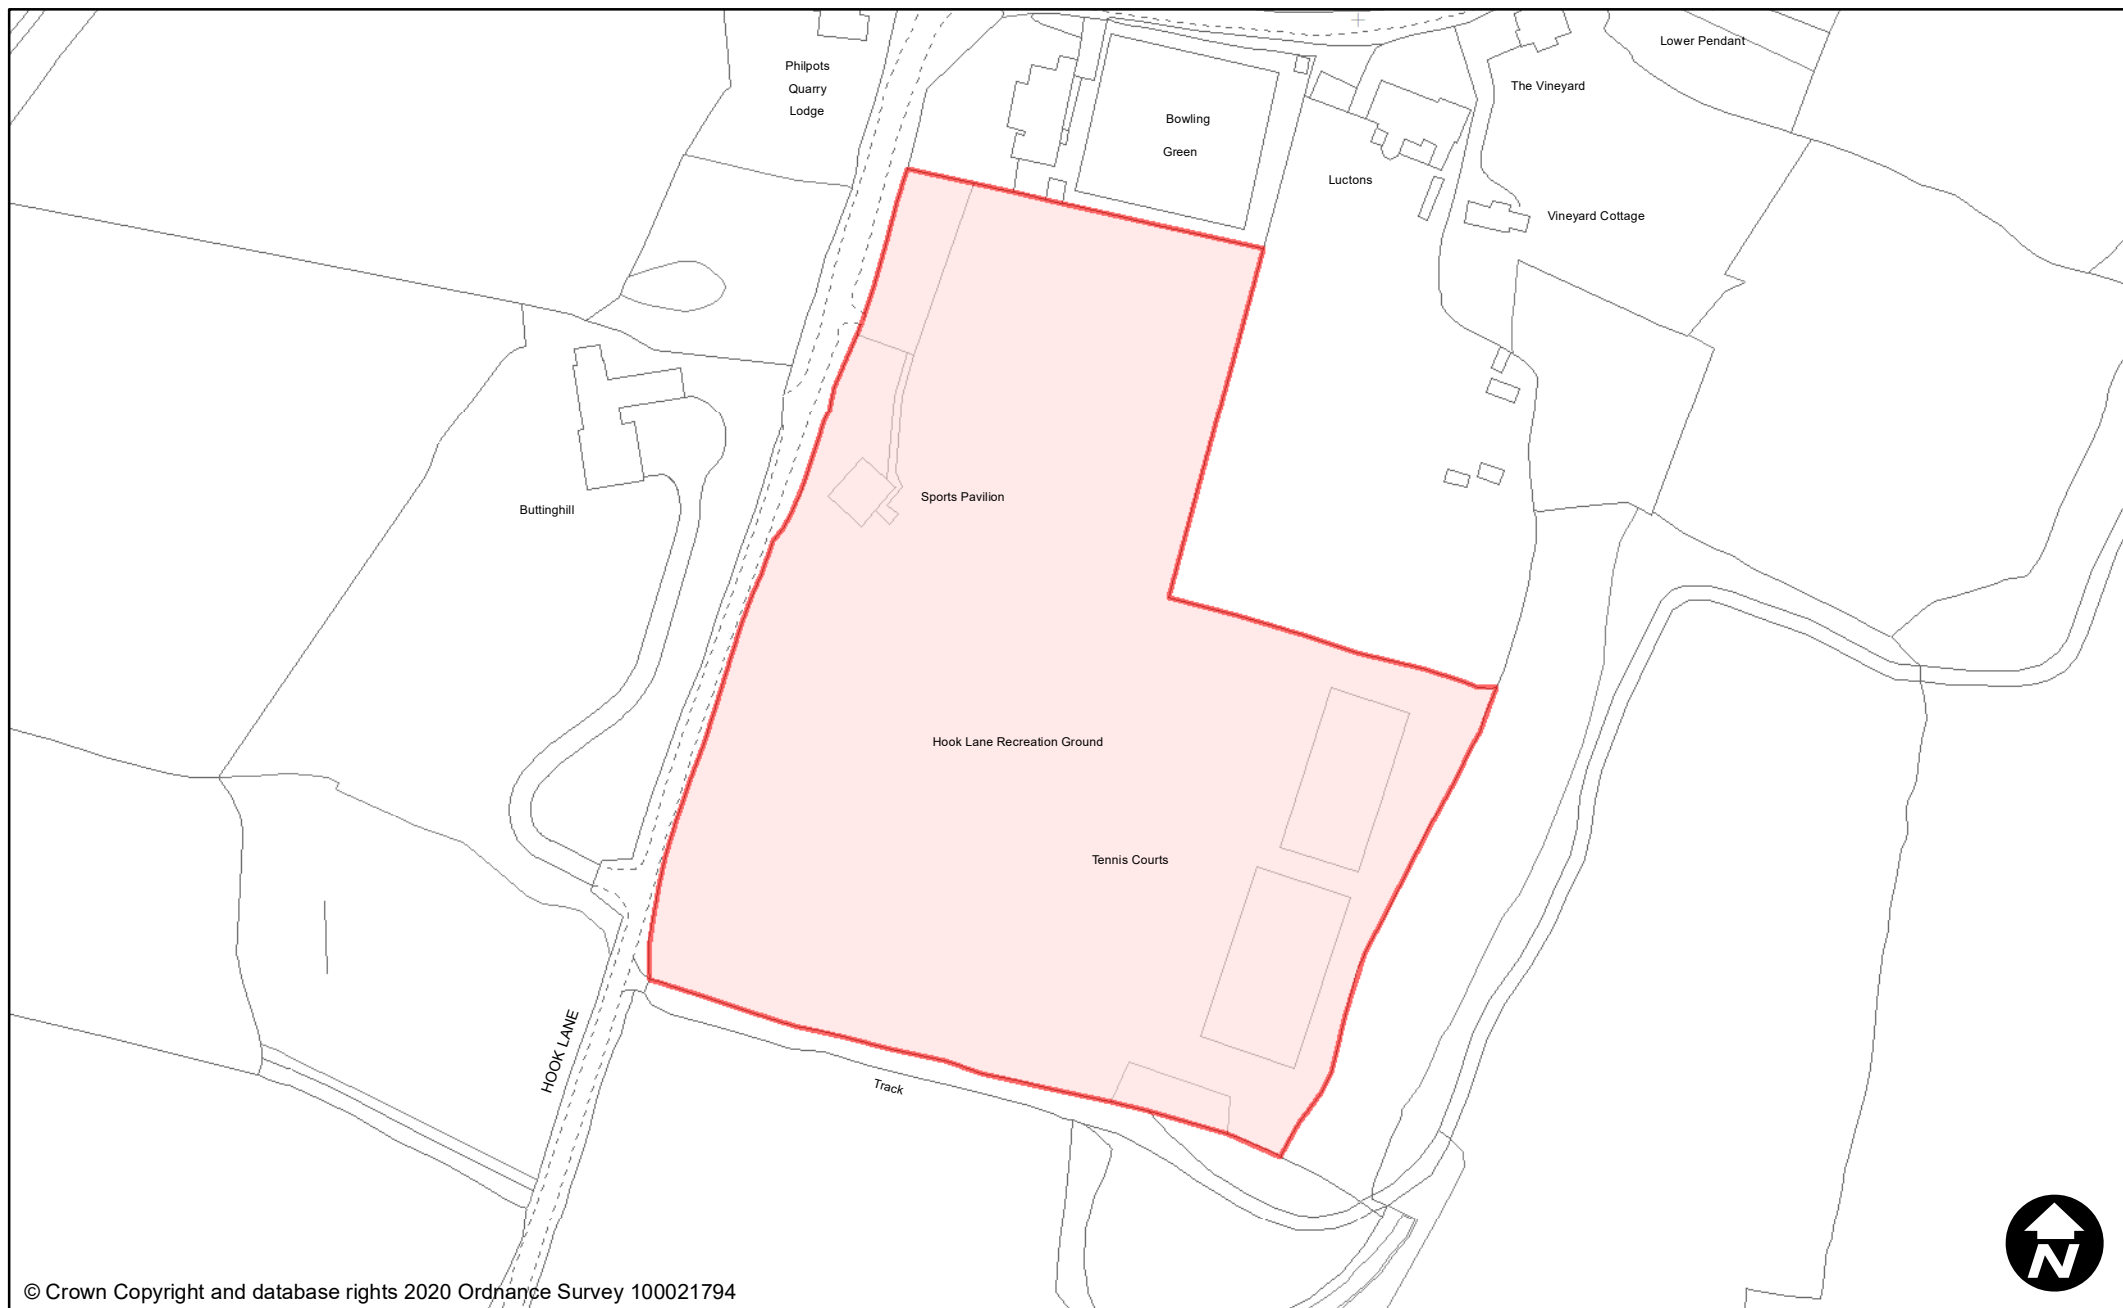 Lower Pendant
Philpots
Quarry
Lodge
The Vineyard
Bowling
Green
Luctons
Vineyard Cottage
Sports Pavilion
Buttinghill
Hook Lane Recreation Ground
Tennis Courts
HOOK LANE
Track
N
© Crown Copyright and database rights 2020 Ordnance Survey 100021794